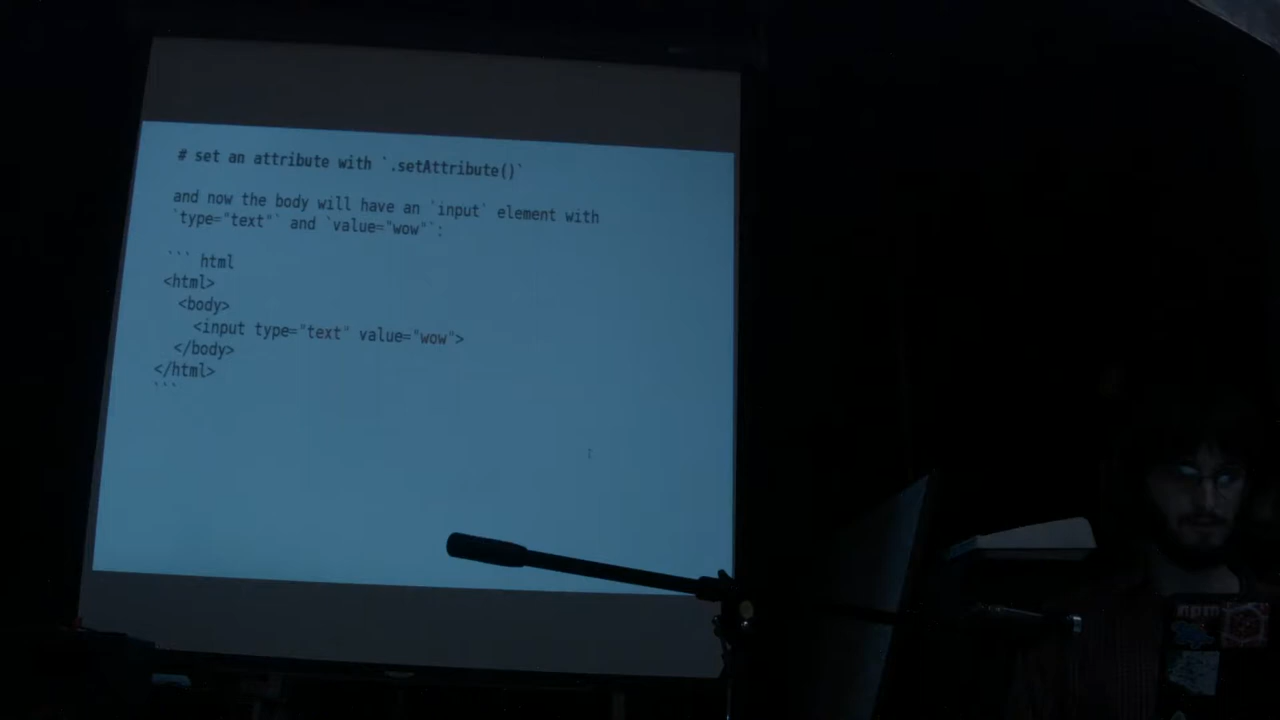 # set an attribute with `.setAttribute()`
and now the body will have an `input` element with
`type="text"` and `value="wow"`:
``` html
<html>
<body>
<input type="text" value="wow">
</body>
</html>
```